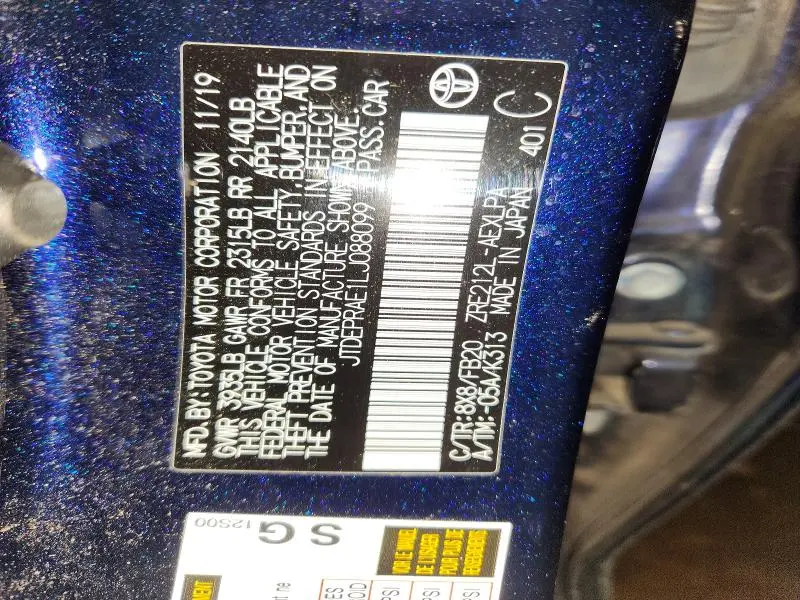 MFD. BY: TOYOTA MOTOR CORPORATION 11/19
GVWR 3935LB GAWR FR 2315LB RR 2140LB
THIS VEHICLE CONFORMS TO ALL APPLICABLE
FEDERAL MOTOR VEHICLE SAFETY, BUMPER, AND
THEFT PREVENTION STANDARDS IN EFFECT ON
THE DATE OF MANUFACTURE SHOWN ABOVE.
JTDEPRAE1LJ088099 PASS. CAR
C/TR: 8X8/FB20 ZRE212L-AEXLPA
A/TM: -05A/K313 MADE IN JAPAN
401
C
S G
12S00